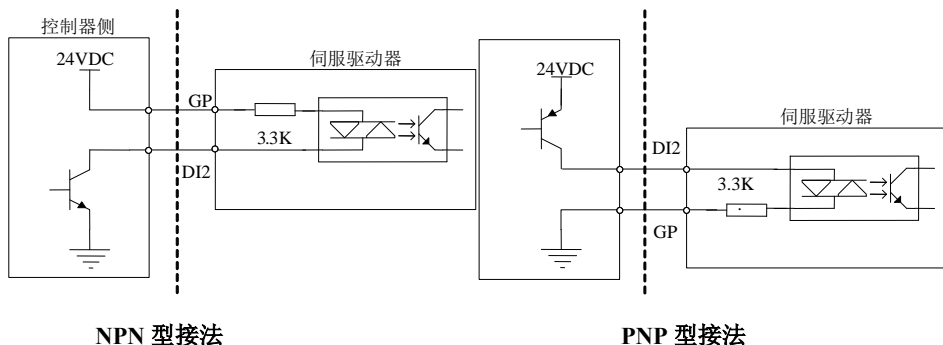 控制器侧
24VDC
GP
3.3K
DI2
伺服驱动器
24VDC
DI2
3.3K
GP
伺服驱动器
NPN 型接法
PNP 型接法